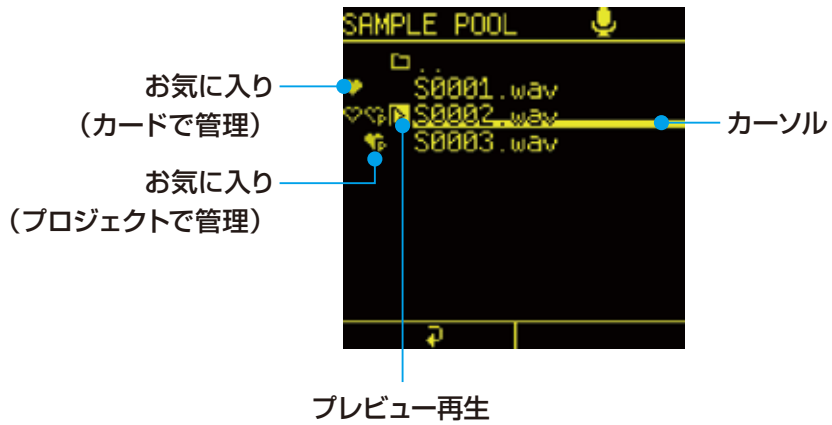 SAMPLE POOL
..
お気に入り
（カードで管理）
S0001.wav
S0002.wav
カーソル
S0003.wav
お気に入り
（プロジェクトで管理）
プレビュー再生